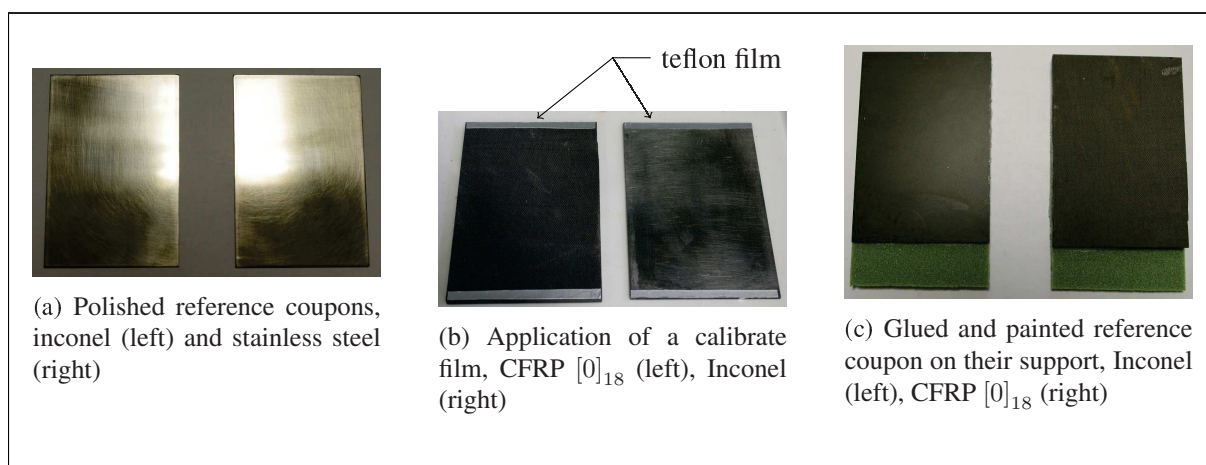 teflon film
(a) Polished reference coupons,
inconel (left) and stainless steel
(right)
(b) Application of a calibrate
film, CFRP [0]₁₈ (left), Inconel
(right)
(c) Glued and painted reference
coupon on their support, Inconel
(left), CFRP [0]₁₈ (right)